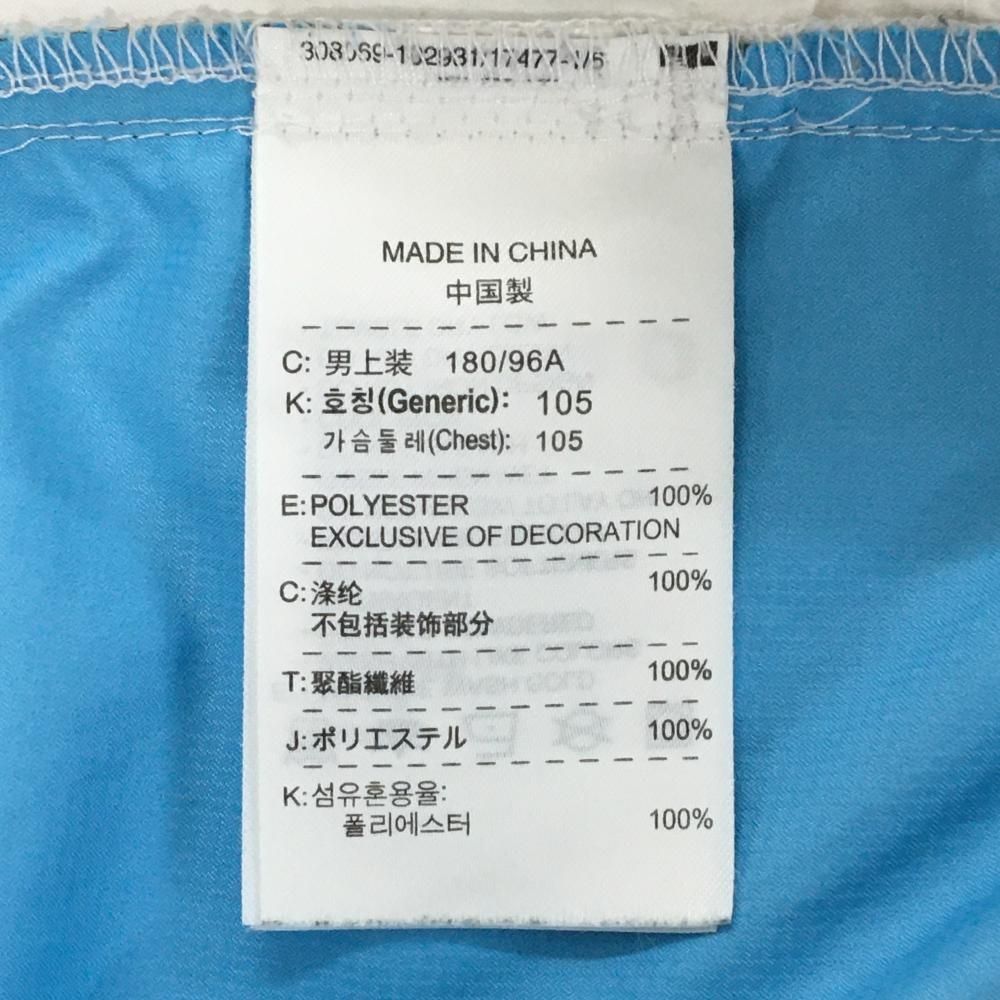 MADE IN CHINA
中国製
C: 男上装 180/96A
K: 호칭(Generic): 105
가슴둘레(Chest): 105
E:POLYESTER 100%
EXCLUSIVE OF DECORATION
C:涤纶 100%
不包括装饰部分
T:聚酯纖維 100%
J:ポリエステル 100%
K:섬유혼용율:
폴리에스터 100%